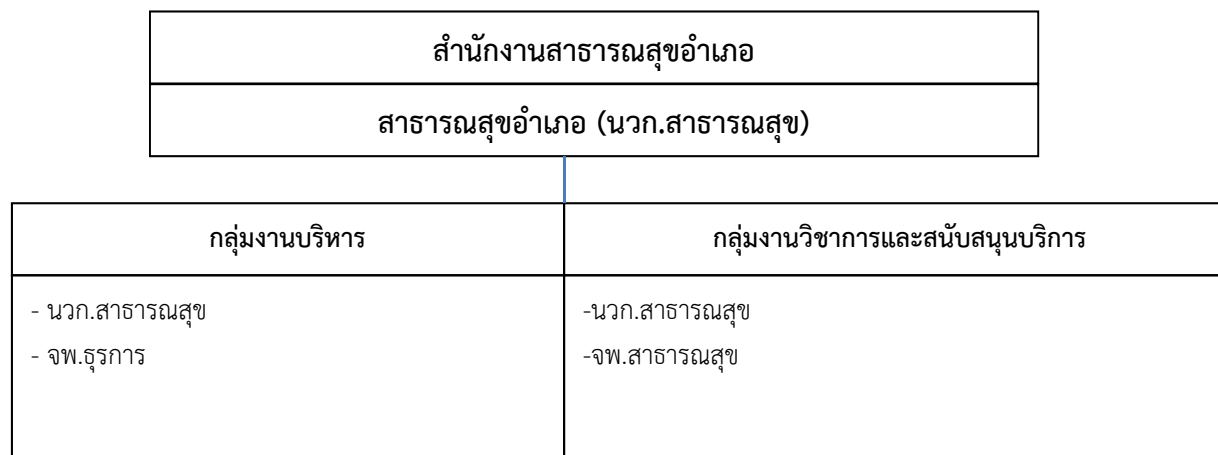 สำนักงานสาธารณสุขอำเภอ
สาธารณสุขอำเภอ (นวก.สาธารณสุข)
กลุ่มงานบริหาร
กลุ่มงานวิชาการและสนับสนุนบริการ
- นวก.สาธารณสุข
- จพ.ธุรการ
-นวก.สาธารณสุข
-จพ.สาธารณสุข